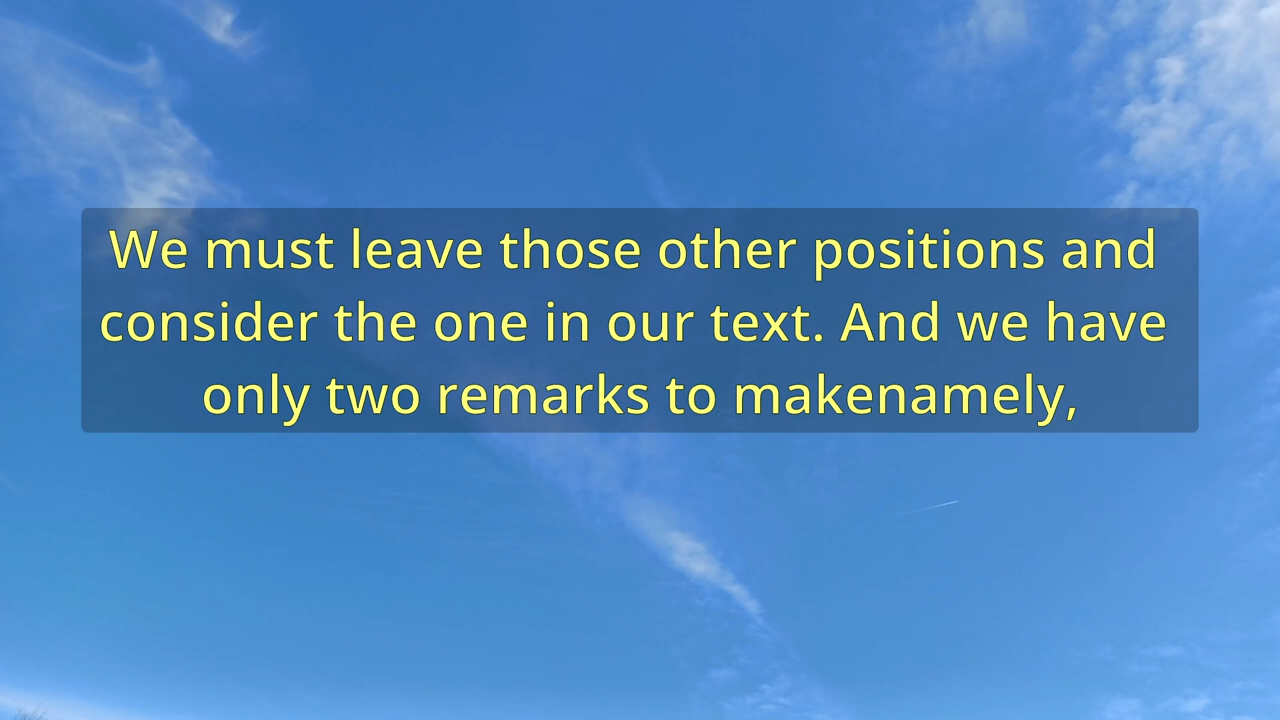 We must leave those other positions and
consider the one in our text. And we have
only two remarks to makenamely,